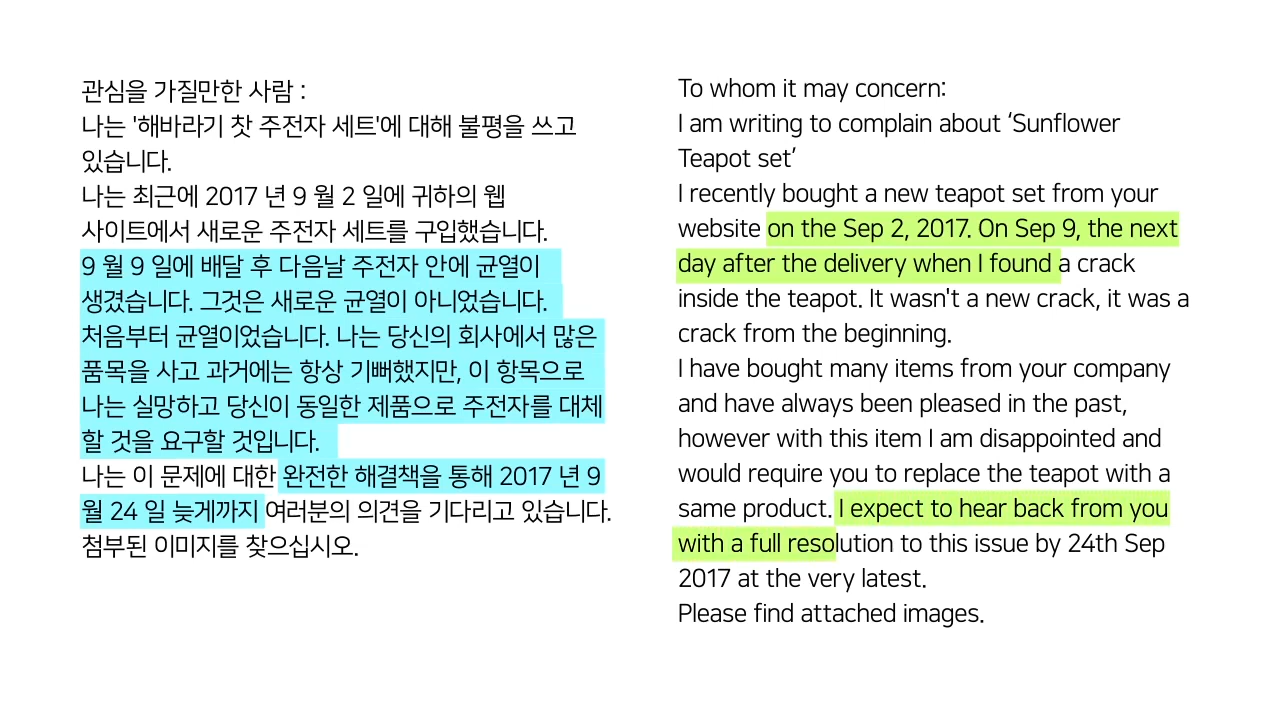 관심을 가질만한 사람 :
나는 '해바라기 찻 주전자 세트'에 대해 불평을 쓰고
있습니다.
나는 최근에 2017 년 9 월 2 일에 귀하의 웹
사이트에서 새로운 주전자 세트를 구입했습니다.
9 월 9 일에 배달 후 다음날 주전자 안에 균열이
생겼습니다. 그것은 새로운 균열이 아니었습니다.
처음부터 균열이었습니다. 나는 당신의 회사에서 많은
품목을 사고 과거에는 항상 기뻐했지만, 이 항목으로
나는 실망하고 당신이 동일한 제품으로 주전자를 대체
할 것을 요구할 것입니다.
나는 이 문제에 대한 완전한 해결책을 통해 2017 년 9
월 24 일 늦게까지 여러분의 의견을 기다리고 있습니다.
첨부된 이미지를 찾으십시오.
To whom it may concern:
I am writing to complain about ‘Sunflower
Teapot set’
I recently bought a new teapot set from your
website on the Sep 2, 2017. On Sep 9, the next
day after the delivery when I found a crack
inside the teapot. It wasn't a new crack, it was a
crack from the beginning.
I have bought many items from your company
and have always been pleased in the past,
however with this item I am disappointed and
would require you to replace the teapot with a
same product. I expect to hear back from you
with a full resolution to this issue by 24th Sep
2017 at the very latest.
Please find attached images.